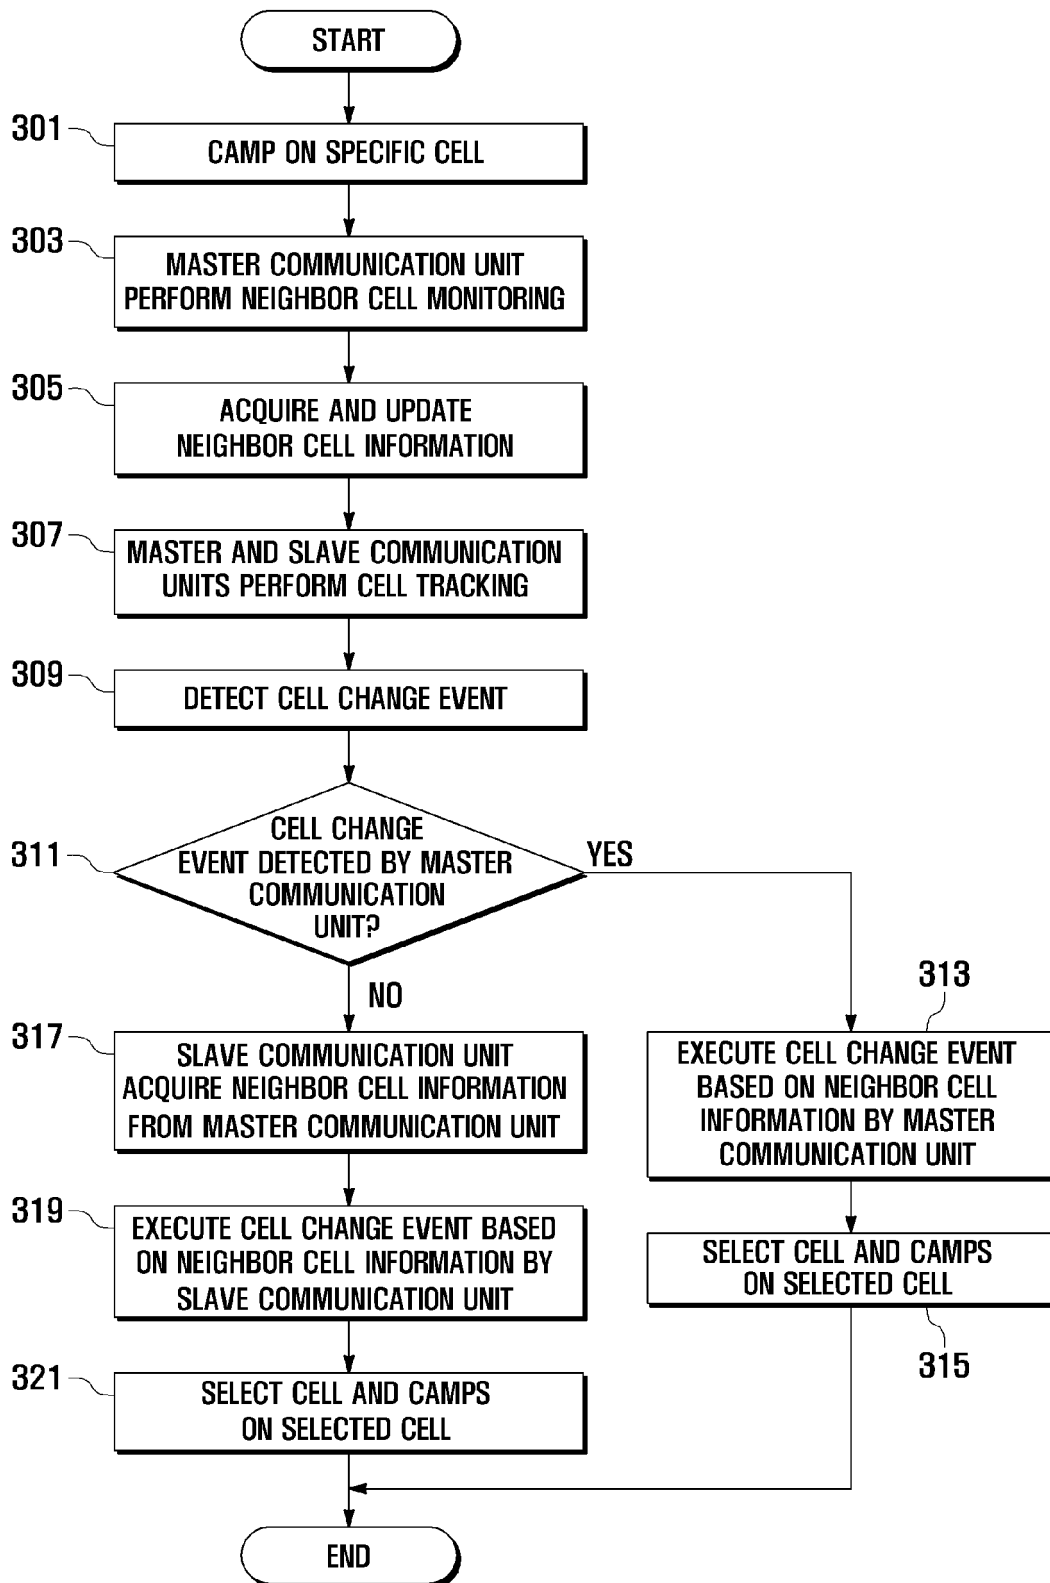 START
301
CAMP ON SPECIFIC CELL
303
MASTER COMMUNICATION UNIT
PERFORM NEIGHBOR CELL MONITORING
305
ACQUIRE AND UPDATE
NEIGHBOR CELL INFORMATION
307
MASTER AND SLAVE COMMUNICATION
UNITS PERFORM CELL TRACKING
309
DETECT CELL CHANGE EVENT
311
CELL CHANGE
EVENT DETECTED BY MASTER
COMMUNICATION
UNIT?
YES
NO
313
EXECUTE CELL CHANGE EVENT
BASED ON NEIGHBOR CELL
INFORMATION BY MASTER
COMMUNICATION UNIT
SELECT CELL AND CAMPS
ON SELECTED CELL
315
317
SLAVE COMMUNICATION UNIT
ACQUIRE NEIGHBOR CELL INFORMATION
FROM MASTER COMMUNICATION UNIT
319
EXECUTE CELL CHANGE EVENT BASED
ON NEIGHBOR CELL INFORMATION BY
SLAVE COMMUNICATION UNIT
321
SELECT CELL AND CAMPS
ON SELECTED CELL
END